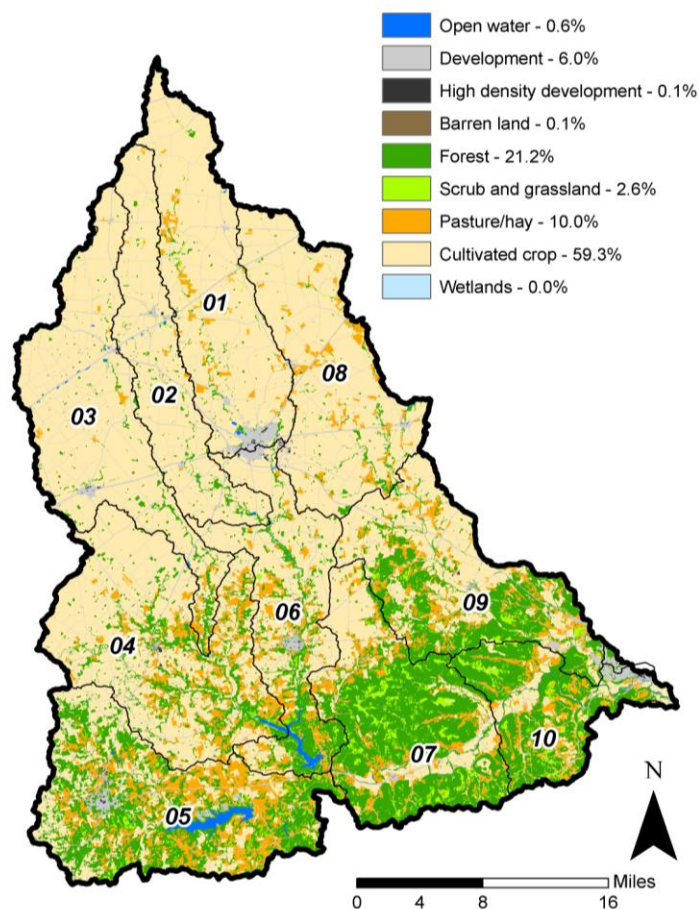 Open water - 0.6%
Development - 6.0%
High density development - 0.1%
Barren land - 0.1%
Forest - 21.2%
Scrub and grassland - 2.6%
Pasture/hay - 10.0%
Cultivated crop - 59.3%
Wetlands - 0.0%
01
08
02
03
06
09
04
10
07
05
N
Miles
0 4 8 16